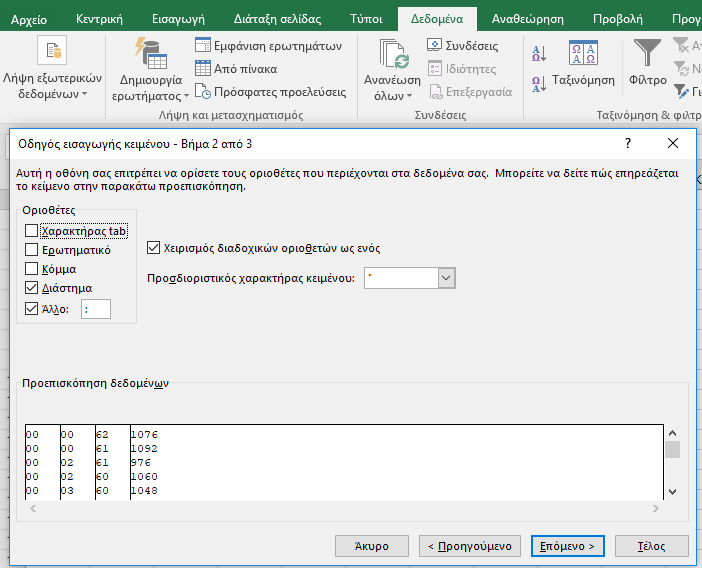 Αρχείο Κεντρική Εισαγωγή Διάταξη σελίδας Τύποι Δεδομένα Αναθεώρηση Προβολή Προγ
Λήψη εξωτερικών δεδομένων
Δημιουργία ερωτήματος
Εμφάνιση ερωτημάτων
Από πίνακα
Πρόσφατες προελεύσεις
Λήψη και μετασχηματισμός
Ανανέωση όλων
Συνδέσεις
Ιδιότητες
Επεξεργασία
Συνδέσεις
Ταξινόμηση
Φίλτρο
Ταξινόμηση & φιλτρ
Οδηγός εισαγωγής κειμένου - Βήμα 2 από 3
Αυτή η οθόνη σας επιτρέπει να ορίσετε τους οριοθέτες που περιέχονται στα δεδομένα σας. Μπορείτε να δείτε πώς επηρεάζεται
το κείμενο στην παρακάτω προεπισκόπηση.
Οριοθέτες
Χαρακτήρας tab
Ερωτηματικό
Κόμμα
Διάστημα
Άλλο: :
Χειρισμός διαδοχικών οριοθετών ως ενός
Προσδιοριστικός χαρακτήρας κειμένου: "
Προεπισκόπηση δεδομένων
00 00 62 1076
00 00 61 1092
00 02 61 976
00 02 60 1060
00 03 60 1048
Άκυρο < Προηγούμενο Επόμενο > Τέλος